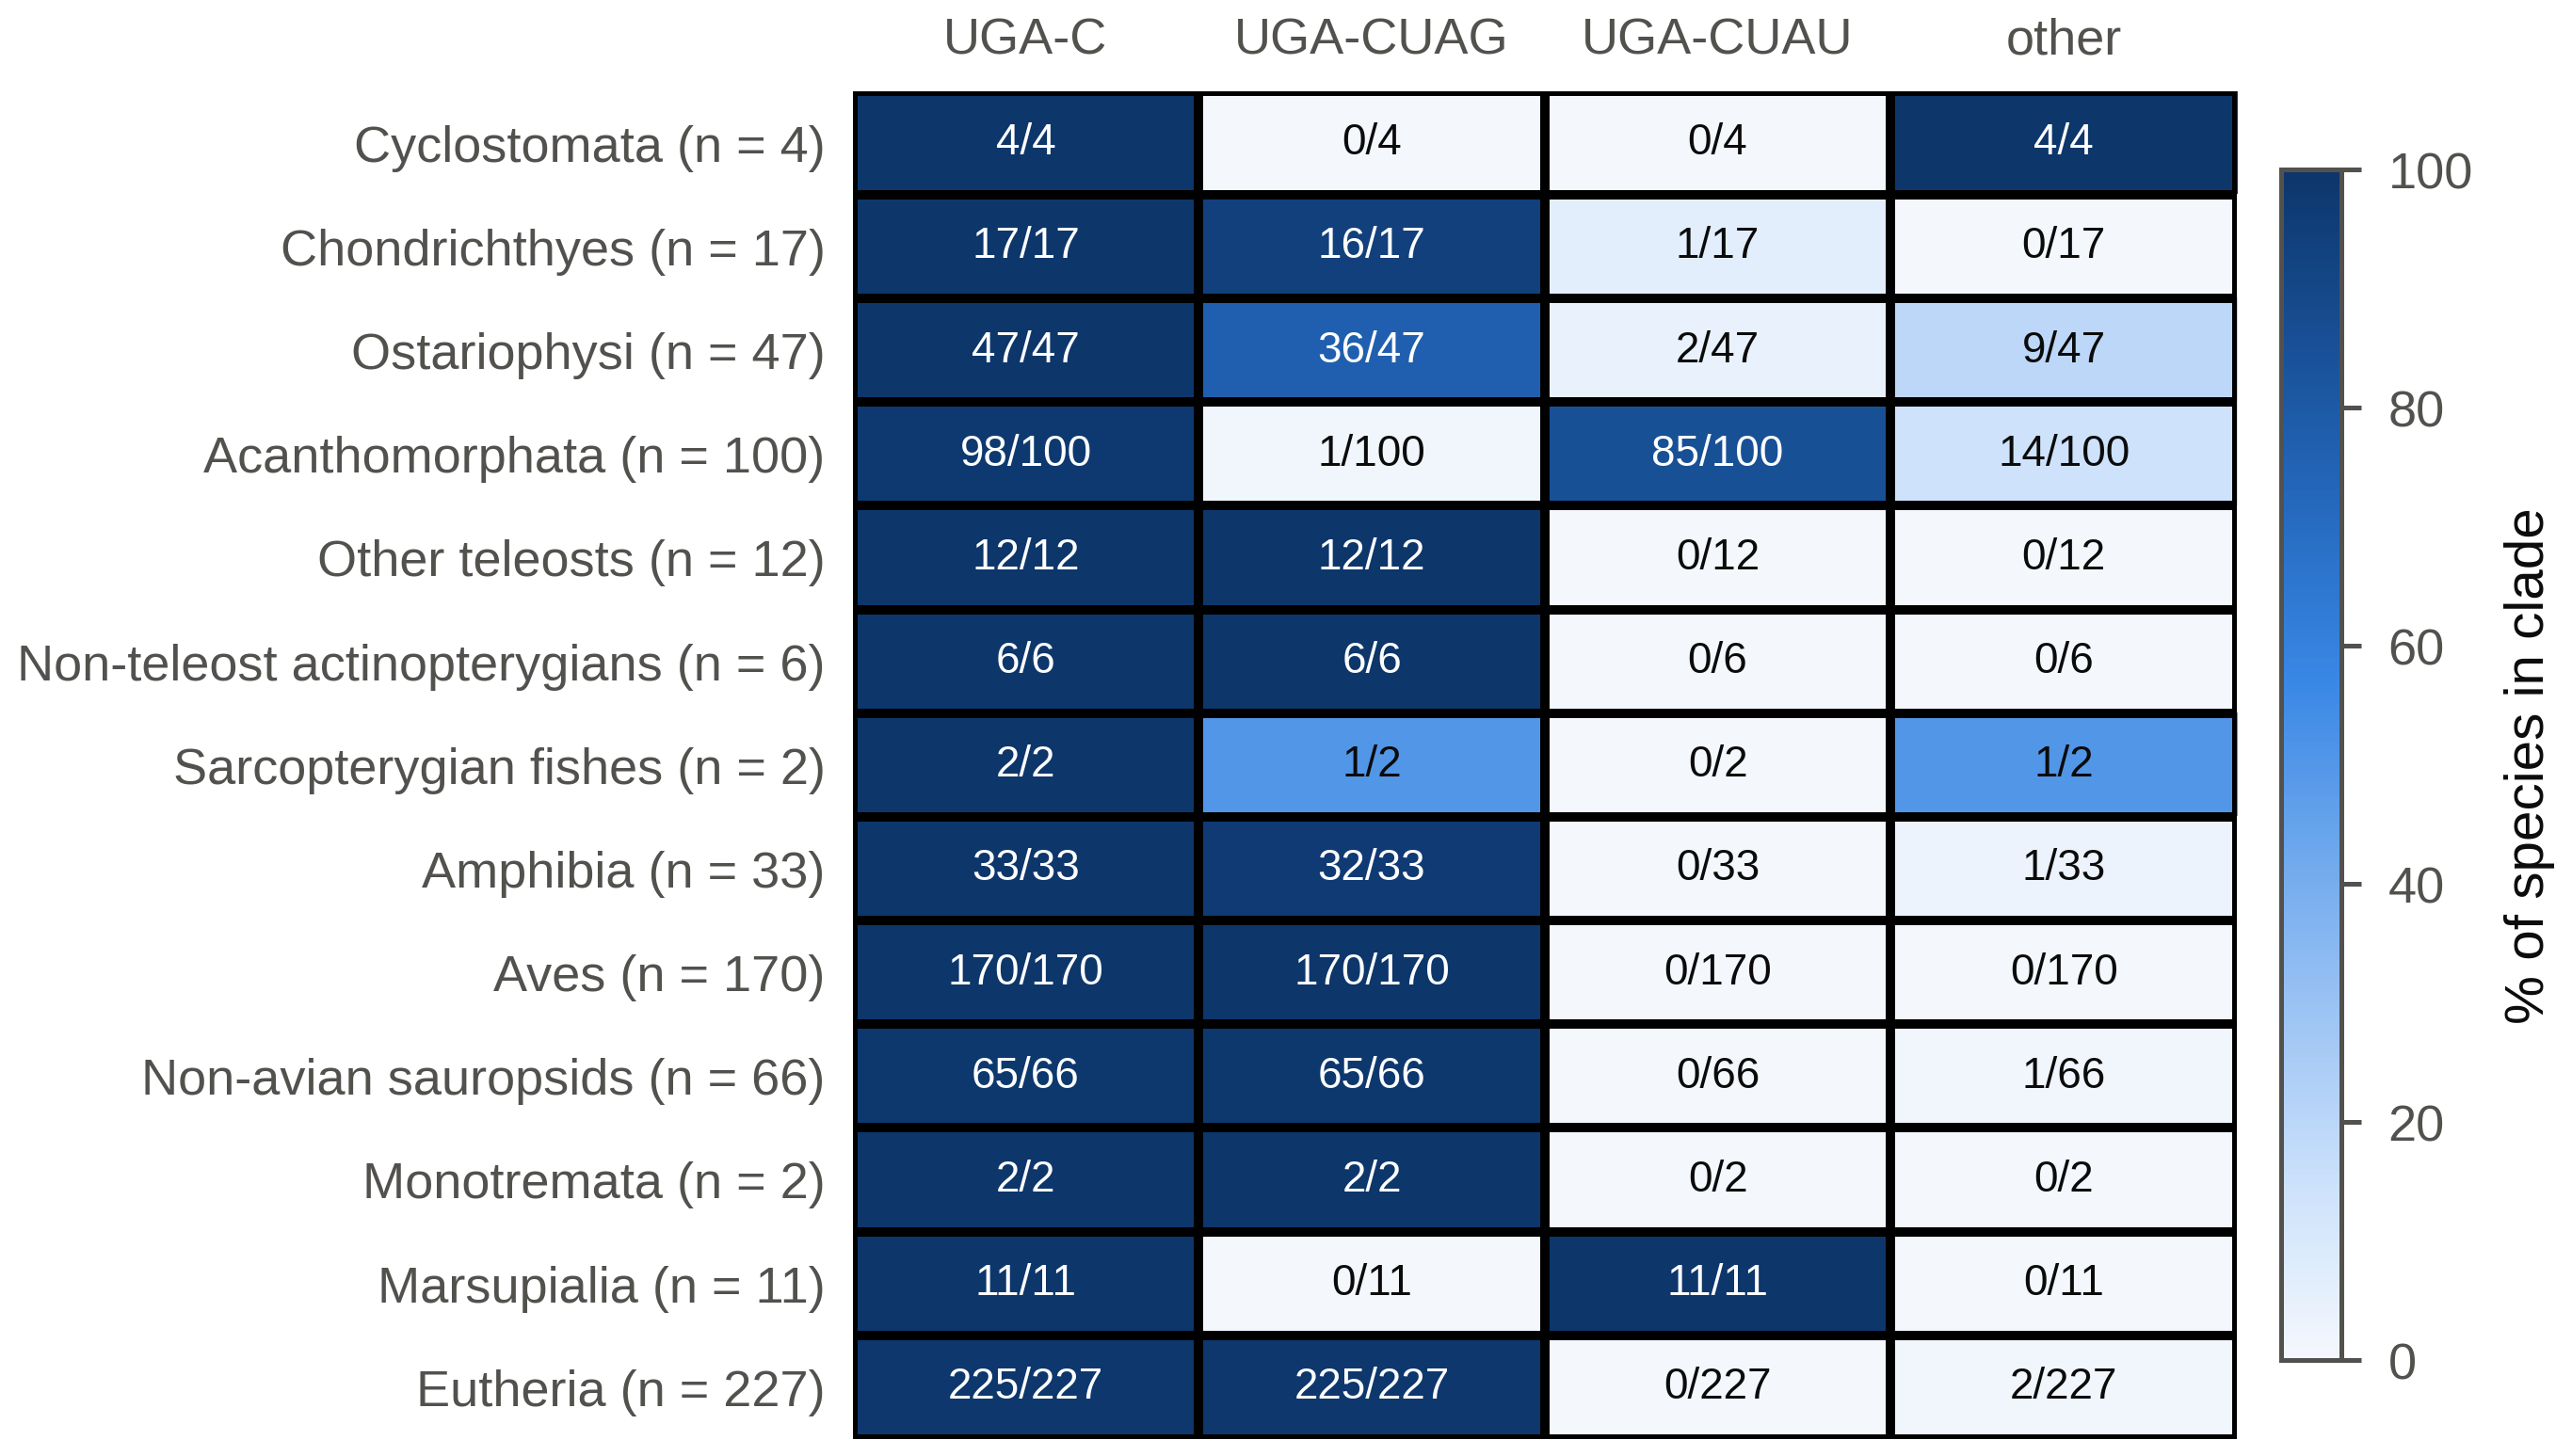 UGA-C UGA-CUAG UGA-CUAU other
Cyclostomata (n = 4) 4/4 0/4 0/4 4/4
Chondrichthyes (n = 17) 17/17 16/17 1/17 0/17
Ostariophysi (n = 47) 47/47 36/47 2/47 9/47
Acanthomorphata (n = 100) 98/100 1/100 85/100 14/100
Other teleosts (n = 12) 12/12 12/12 0/12 0/12
Non-teleost actinopterygians (n = 6) 6/6 6/6 0/6 0/6
Sarcopterygian fishes (n = 2) 2/2 1/2 0/2 1/2
Amphibia (n = 33) 33/33 32/33 0/33 1/33
Aves (n = 170) 170/170 170/170 0/170 0/170
Non-avian sauropsids (n = 66) 65/66 65/66 0/66 1/66
Monotremata (n = 2) 2/2 2/2 0/2 0/2
Marsupialia (n = 11) 11/11 0/11 11/11 0/11
Eutheria (n = 227) 225/227 225/227 0/227 2/227
100
80
60
40
20
0
% of species in clade